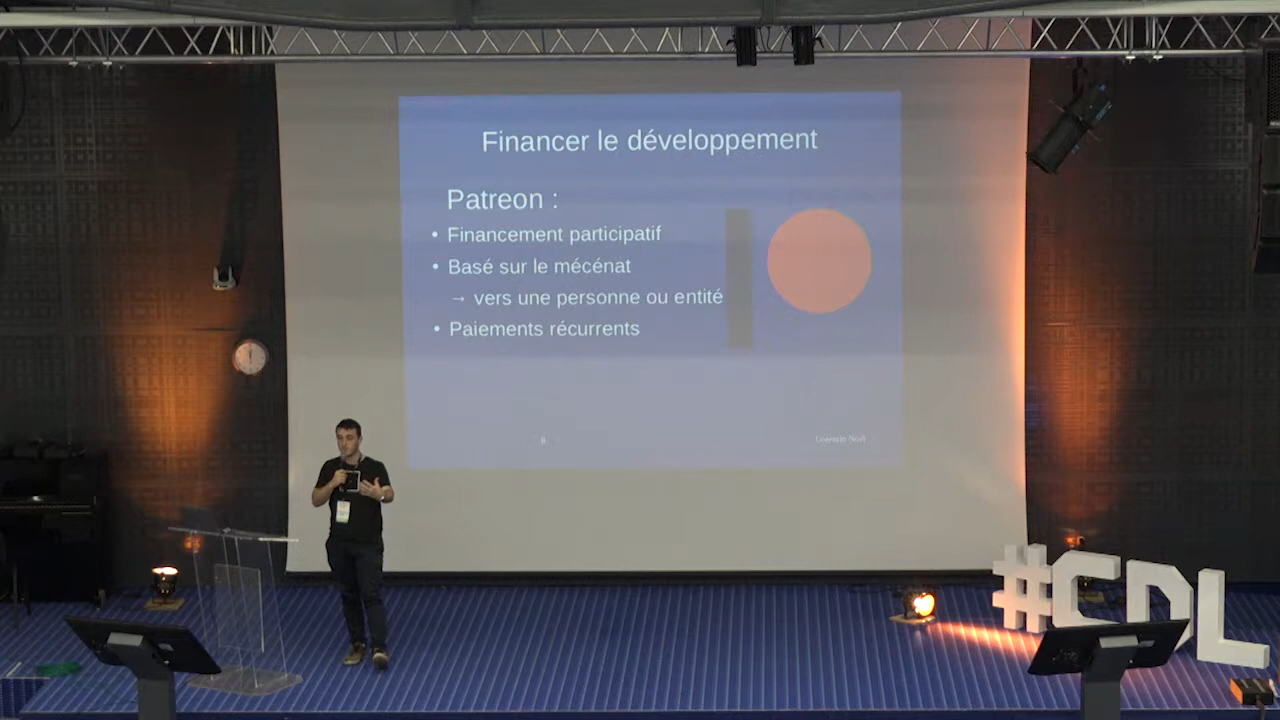 Financer le développement
Patreon :
• Financement participatif
• Basé sur le mécénat
→ vers une personne ou entité
• Paiements récurrents
#CDL